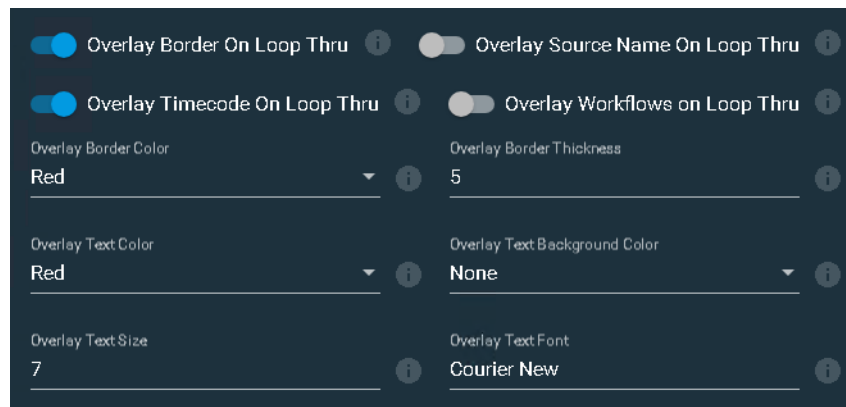 Overlay Border On Loop Thru
Overlay Source Name On Loop Thru
Overlay Timecode On Loop Thru
Overlay Workflows on Loop Thru
Overlay Border Color
Overlay Border Thickness
Red
5
Overlay Text Color
Overlay Text Background Color
Red
None
Overlay Text Size
Overlay Text Font
7
Courier New